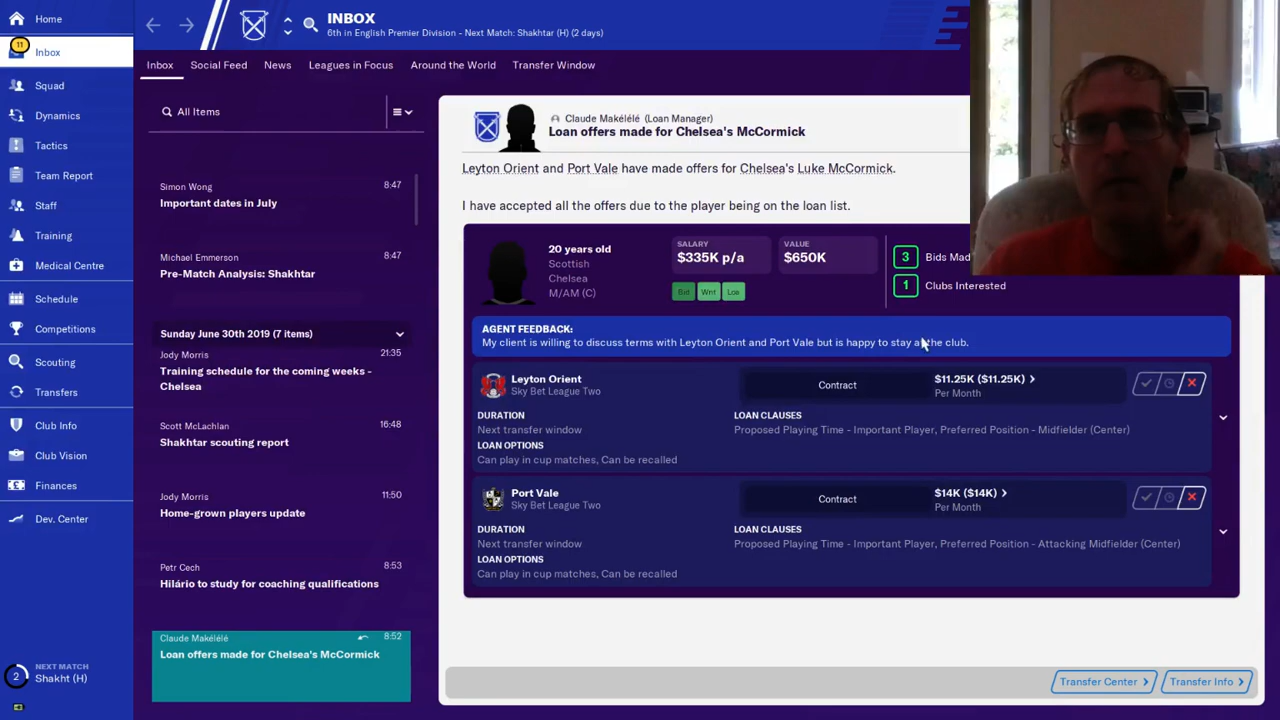 Home
11
Inbox
Squad
Dynamics
Tactics
Team Report
Staff
Training
Medical Centre
Schedule
Competitions
Scouting
Transfers
Club Info
Club Vision
Finances
Dev. Center
2
NEXT MATCH
Shakht (H)
INBOX
6th in English Premier Division - Next Match: Shakhtar (H) (2 days)
Inbox
Social Feed
News
Leagues in Focus
Around the World
Transfer Window
All Items
Simon Wong
8:47
Important dates in July
Michael Emmerson
8:47
Pre-Match Analysis: Shakhtar
Sunday June 30th 2019 (7 items)
Jody Morris
21:35
Training schedule for the coming weeks -
Chelsea
Scott McLachlan
16:48
Shakhtar scouting report
Jody Morris
11:50
Home-grown players update
Petr Cech
8:53
Hilário to study for coaching qualifications
Claude Makélélé
8:52
Loan offers made for Chelsea's McCormick
Claude Makélélé (Loan Manager)
Loan offers made for Chelsea's McCormick
Leyton Orient and Port Vale have made offers for Chelsea's Luke McCormick.
I have accepted all the offers due to the player being on the loan list.
20 years old
Scottish
Chelsea
M/AM (C)
SALARY
$335K p/a
VALUE
$650K
Bid
Wnt
Loa
3
Bids Mad
1
Clubs Interested
AGENT FEEDBACK:
My client is willing to discuss terms with Leyton Orient and Port Vale but is happy to stay at the club.
Leyton Orient
Sky Bet League Two
Contract
$11.25K ($11.25K)
Per Month
DURATION
Next transfer window
LOAN CLAUSES
Proposed Playing Time - Important Player, Preferred Position - Midfielder (Center)
LOAN OPTIONS
Can play in cup matches, Can be recalled
Port Vale
Sky Bet League Two
Contract
$14K ($14K)
Per Month
DURATION
Next transfer window
LOAN CLAUSES
Proposed Playing Time - Important Player, Preferred Position - Attacking Midfielder (Center)
LOAN OPTIONS
Can play in cup matches, Can be recalled
Transfer Center
Transfer Info